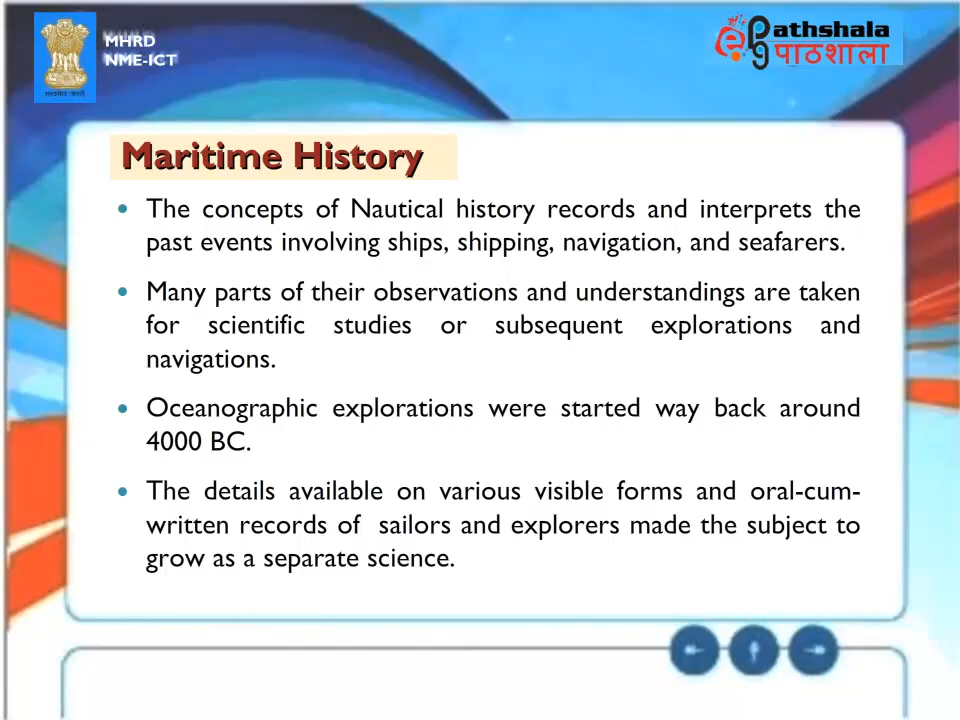 MHRD
NME-ICT
ePathshala
पाठशाला
Maritime History
• The concepts of Nautical history records and interprets the
past events involving ships, shipping, navigation, and seafarers.
• Many parts of their observations and understandings are taken
for scientific studies or subsequent explorations and
navigations.
• Oceanographic explorations were started way back around
4000 BC.
• The details available on various visible forms and oral-cum-
written records of sailors and explorers made the subject to
grow as a separate science.